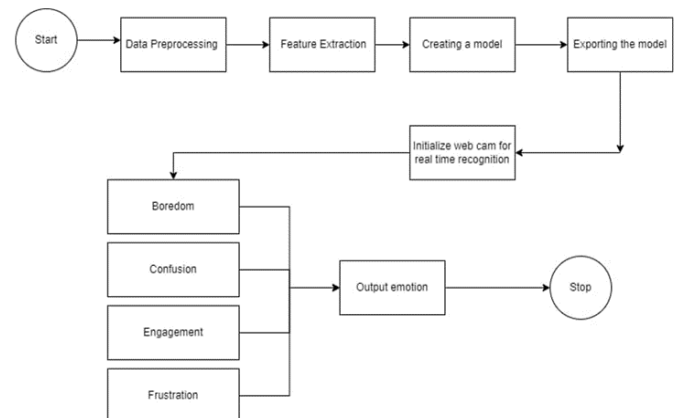 Start
Data Preprocessing
Feature Extraction
Creating a model
Exporting the model
Initialize web cam for
real time recognition
Boredom
Confusion
Engagement
Frustration
Output emotion
Stop